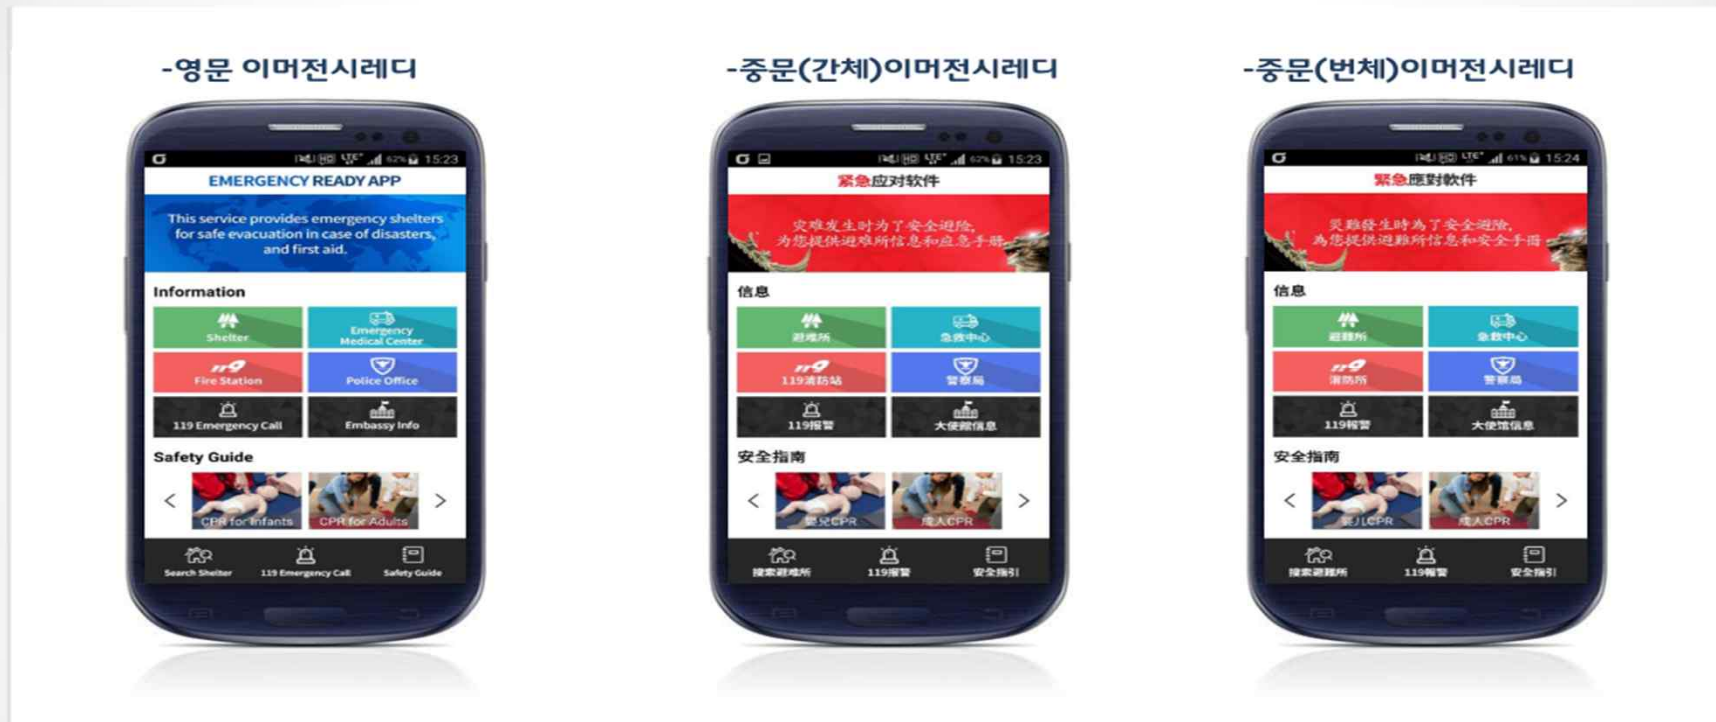 -영문 이머전시레디
62% 15:23
EMERGENCY READY APP
This service provides emergency shelters
for safe evacuation in case of disasters,
and first aid.
Information
Shelter
Emergency
Medical Center
119
Fire Station
Police Office
119 Emergency Call
Embassy Info
Safety Guide
CPR for Infants
CPR for Adults
Search Shelter
119 Emergency Call
Safety Guide
-중문(간체)이머전시레디
62% 15:23
紧急应对软件
灾难发生时为了安全避险,
为您提供避难所信息和应急手册
信息
避难所
急救中心
119
119消防站
警察局
119报警
大使馆信息
安全指南
嬰兒CPR
成人CPR
搜索避难所
119报警
安全指引
-중문(번체)이머전시레디
61% 15:24
緊急應對軟件
災難發生時為了安全避險,
為您提供避難所信息和安全手冊
信息
避難所
急救中心
119
消防所
警察局
119報警
大使馆信息
安全指南
婴儿CPR
成人CPR
搜索避難所
119報警
安全指引